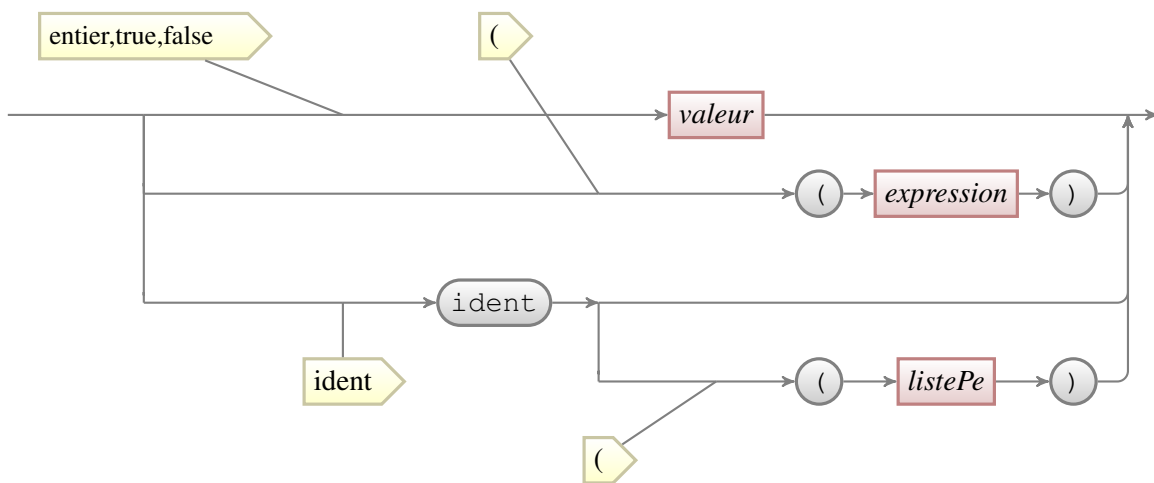 entier,true,false (
valeur
( expression )
ident
ident
( listePe )
(